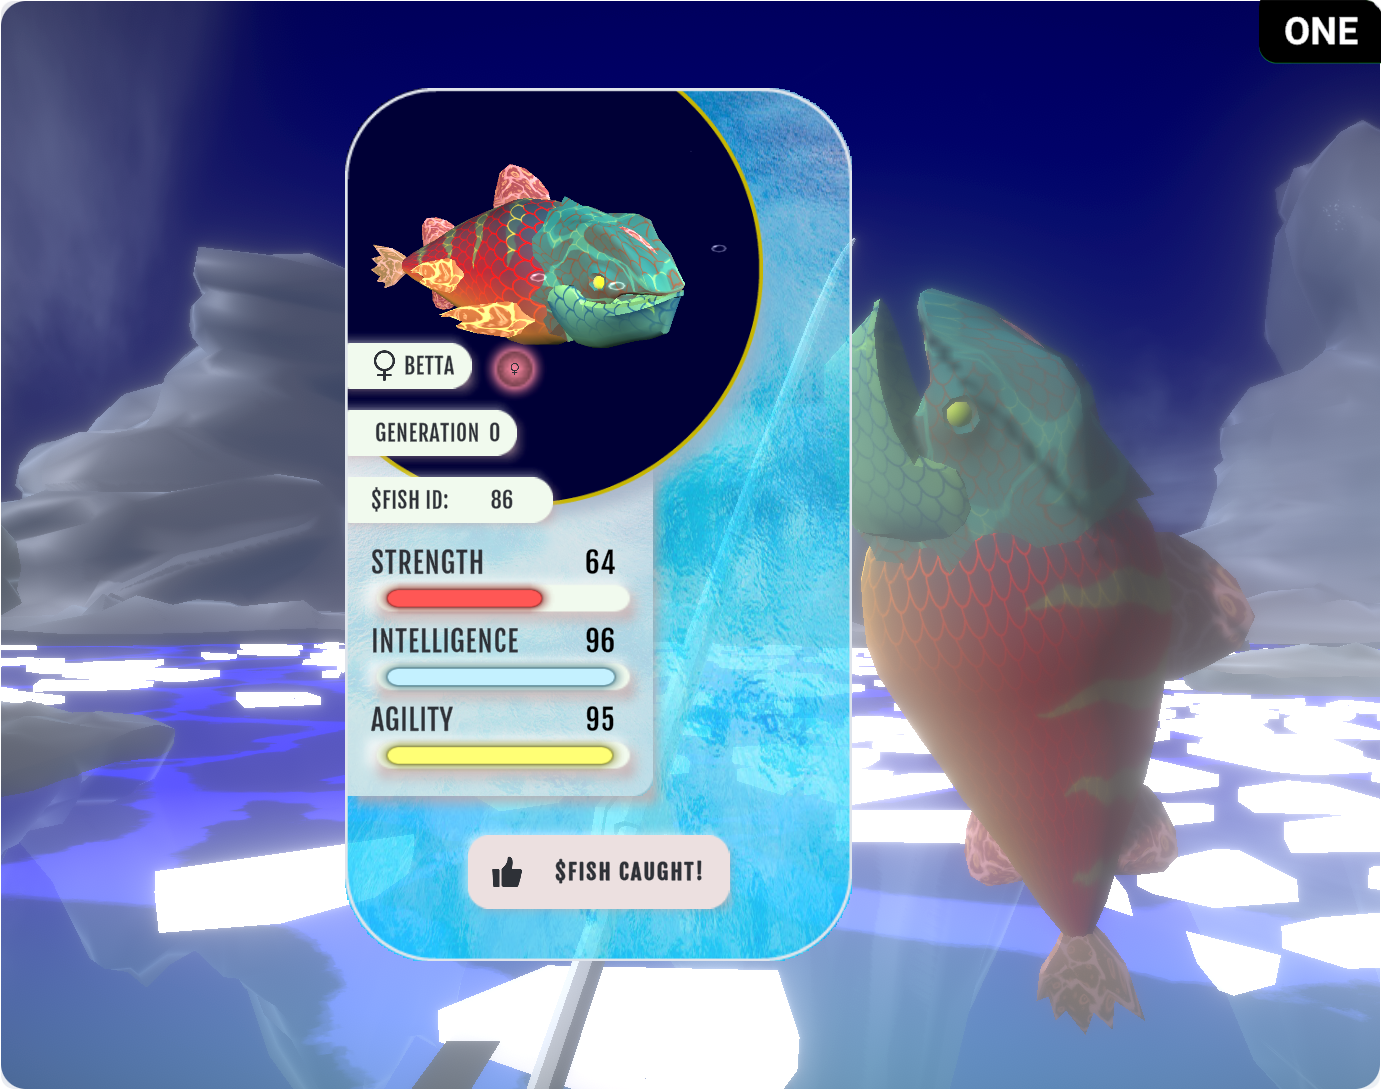 ONE
♀ BETTA
♀
GENERATION 0
$FISH ID: 86
STRENGTH 64
INTELLIGENCE 96
AGILITY 95
$FISH CAUGHT!